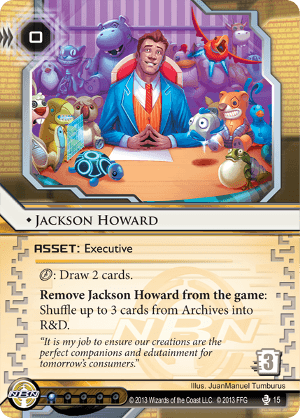 0
♦ JACKSON HOWARD
ASSET: Executive
: Draw 2 cards.
Remove Jackson Howard from the game:
Shuffle up to 3 cards from Archives into
R&D.
"It is my job to ensure our creations are the
perfect companions and edutainment for
tomorrow's consumers."
NBN
3
Illus. JuanManuel Tumburus
NBN
© 2013 Wizards of the Coast LLC. © 2013 FFG
15